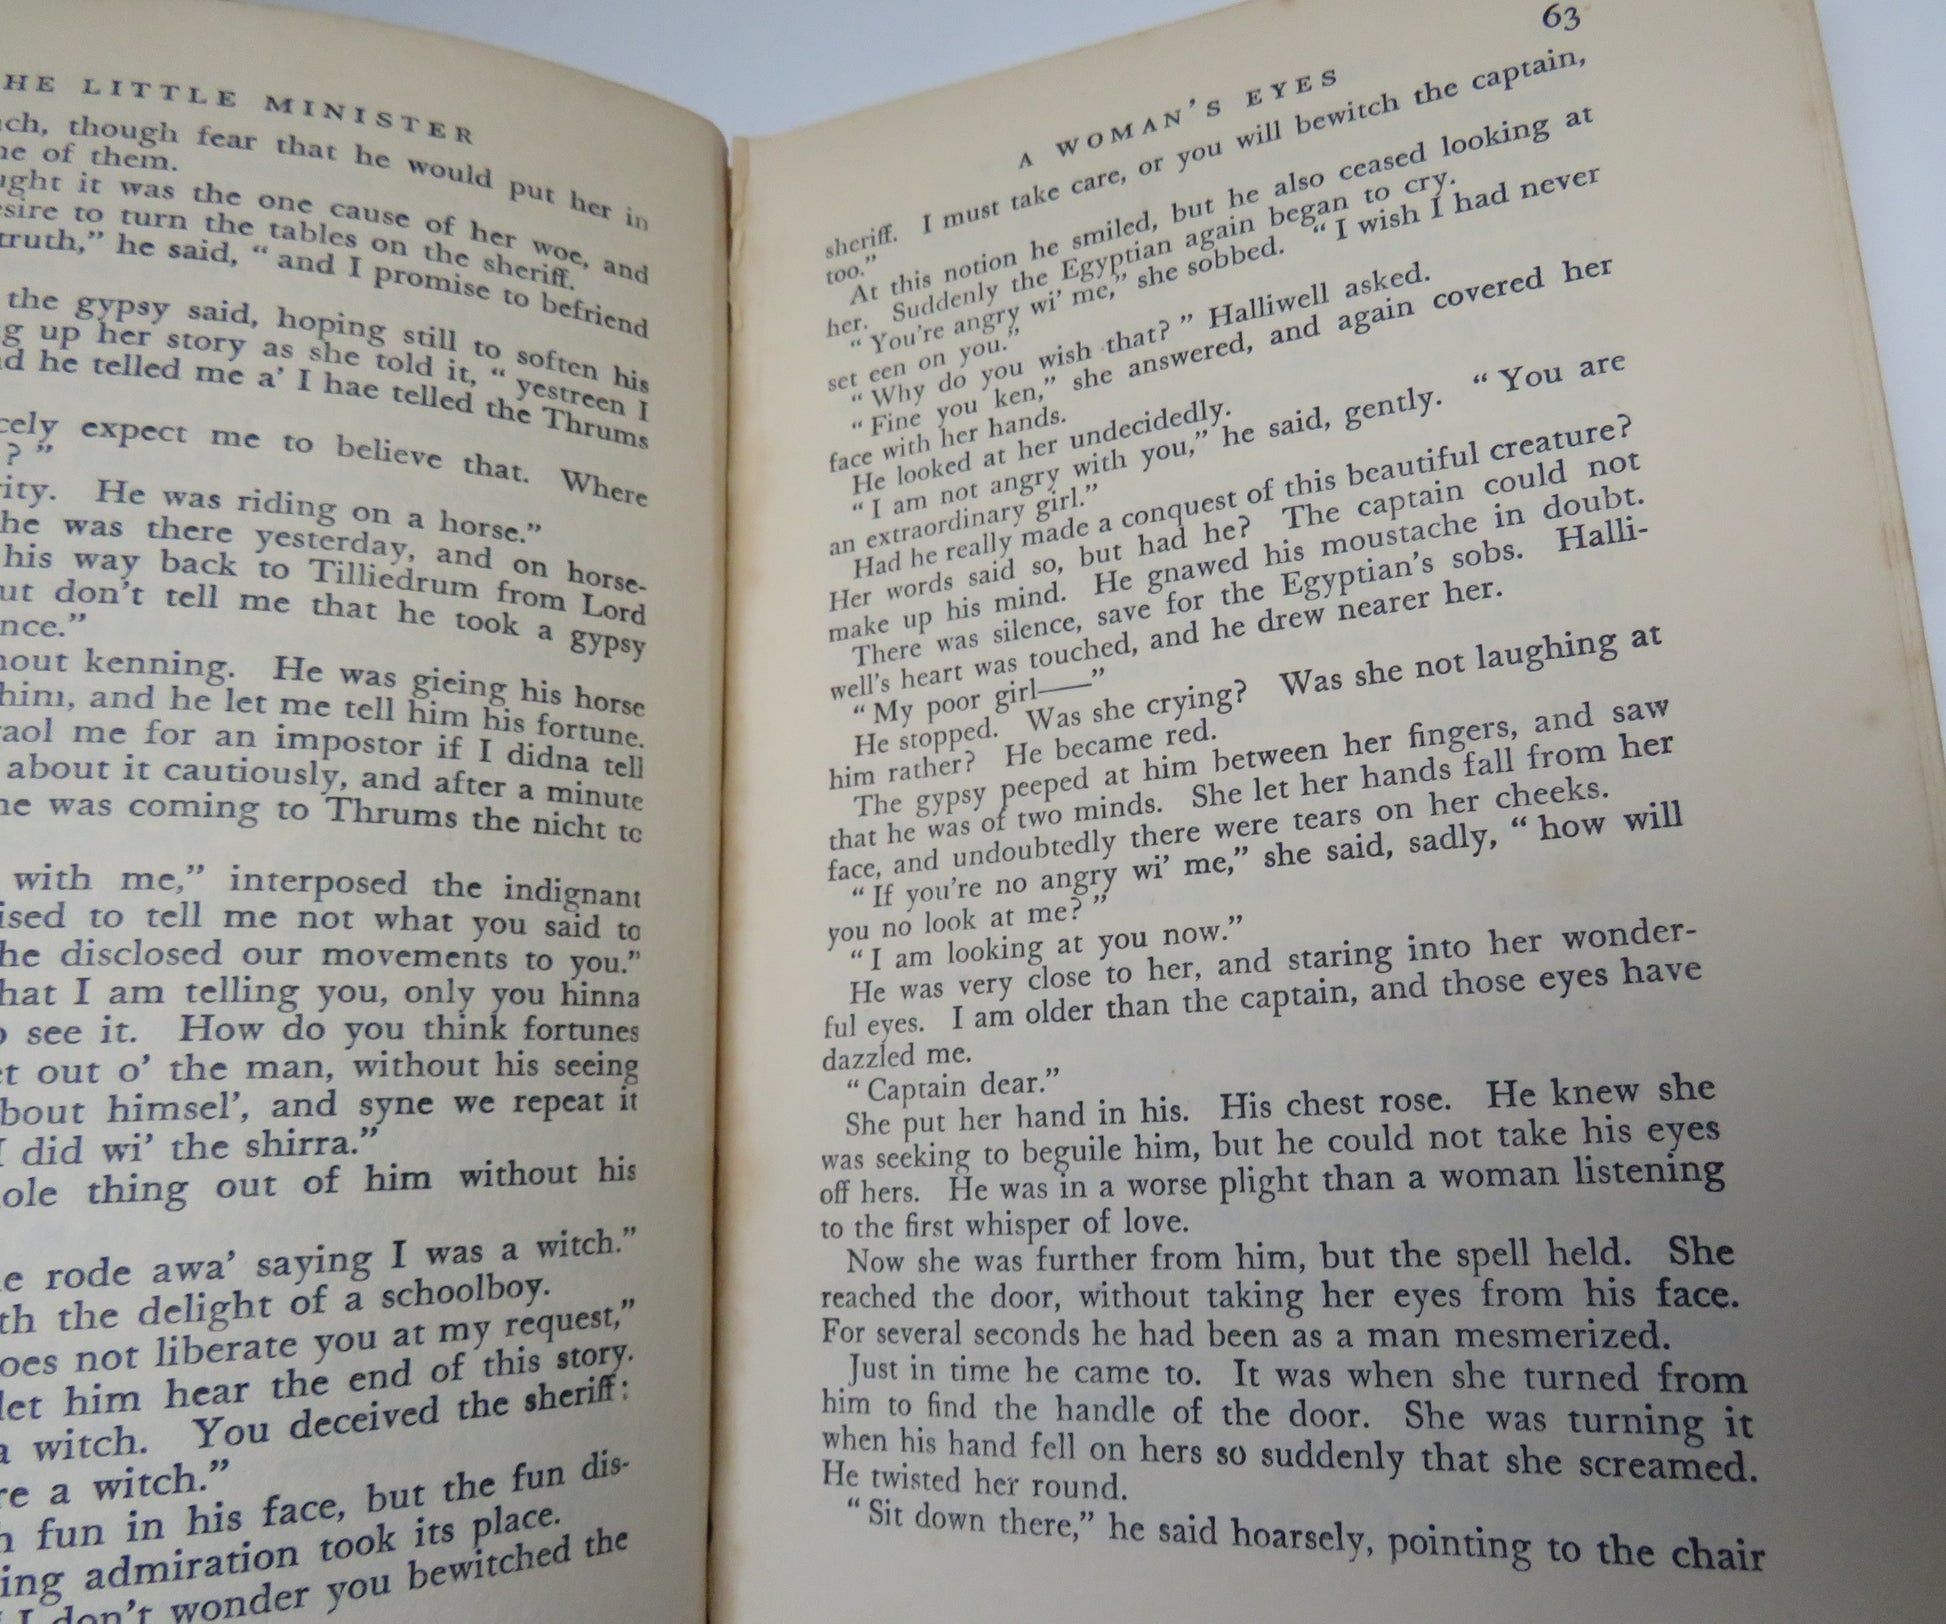 HE LITTLE MINISTER
though fear that he would put her in
of them.
it was the one cause of her woe, and
to turn the tables on the sheriff.
truth,” he said, “ and I promise to befriend
the gypsy said, hoping still to soften his
up her story as she told it, “ yestreen I
he telled me a’ I hae telled the Thrums
expect me to believe that. Where
? ”
He was riding on a horse.”
he was there yesterday, and on horse-
his way back to Tilliedrum from Lord
don’t tell me that he took a gypsy
kenning. He was gieing his horse
him, and he let me tell him his fortune.
me for an impostor if I didna tell
about it cautiously, and after a minute
was coming to Thrums the nicht to
with me,” interposed the indignant
to tell me not what you said to
he disclosed our movements to you.”
that I am telling you, only you hinna
see it. How do you think fortunes
out o’ the man, without his seeing
himsel’, and syne we repeat it
I did wi’ the shirra.”
thing out of him without his
rode awa’ saying I was a witch.”
the delight of a schoolboy.
not liberate you at my request,”
let him hear the end of this story.
a witch. You deceived the sheriff;
a witch.”
fun in his face, but the fun dis-
admiration took its place.
I don’t wonder you bewitched the
63
A WOMAN’S EYES
sheriff. I must take care, or you will bewitch the captain,
too.”
At this notion he smiled, but he also ceased looking at
her. Suddenly the Egyptian again began to cry.
“ You’re angry wi’ me,” she sobbed. “ I wish I had never
set een on you.”
“ Why do you wish that? ” Halliwell asked.
“ Fine you ken,” she answered, and again covered her
face with her hands.
He looked at her undecidedly.
“ I am not angry with you,” he said, gently. “ You are
an extraordinary girl.”
Had he really made a conquest of this beautiful creature?
Her words said so, but had he? The captain could not
make up his mind. He gnawed his moustache in doubt.
There was silence, save for the Egyptian’s sobs. Halli-
well’s heart was touched, and he drew nearer her.
“ My poor girl——”
He stopped. Was she crying? Was she not laughing at
him rather? He became red.
The gypsy peeped at him between her fingers, and saw
that he was of two minds. She let her hands fall from her
face, and undoubtedly there were tears on her cheeks.
“ If you’re no angry wi’ me,” she said, sadly, “ how will
you no look at me? ”
“ I am looking at you now.”
He was very close to her, and staring into her wonder-
ful eyes. I am older than the captain, and those eyes have
dazzled me.
“ Captain dear.”
She put her hand in his. His chest rose. He knew she
was seeking to beguile him, but he could not take his eyes
off hers. He was in a worse plight than a woman listening
to the first whisper of love.
Now she was further from him, but the spell held. She
reached the door, without taking her eyes from his face.
For several seconds he had been as a man mesmerized.
Just in time he came to. It was when she turned from
him to find the handle of the door. She was turning it
when his hand fell on hers so suddenly that she screamed.
He twisted her round.
“ Sit down there,” he said hoarsely, pointing to the chair